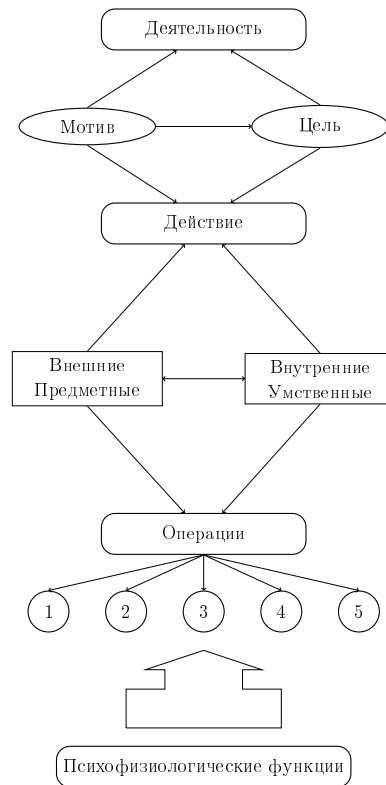 Деятельность
Мотив
Цель
Действие
Внешние
Предметные
Внутренние
Умственные
Операции
1
2
3
4
5
Психофизиологические функции